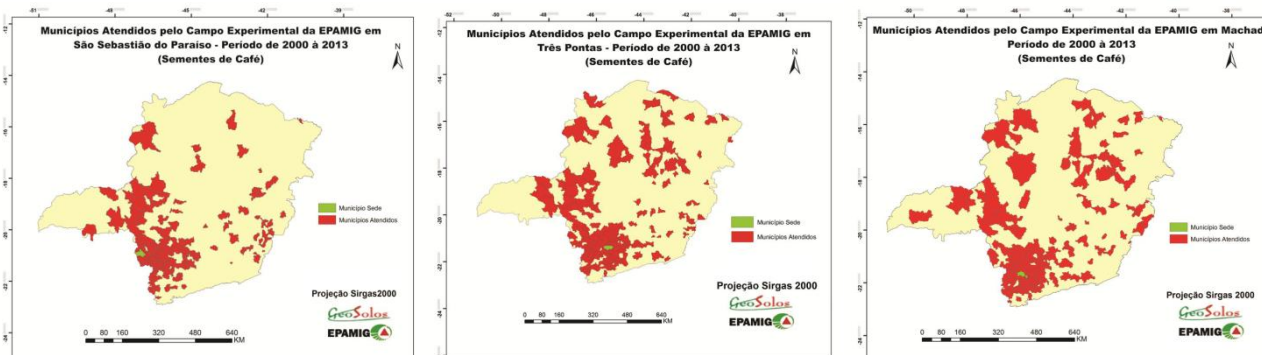 Municípios Atendidos pelo Campo Experimental da EPAMIG em
São Sebastião do Paraíso - Período de 2000 à 2013
(Sementes de Café)
N
Município Sede
Municípios Atendidos
Projeção Sirgas2000
GeoSolos
EPAMIG
0 80 160 320 480 640
KM
Municípios Atendidos pelo Campo Experimental da EPAMIG em
Três Pontas - Periodo de 2000 à 2013
(Sementes de Café)
N
Município Sede
Municípios Atendidos
Projeção Sirgas 2000
GeoSolos
EPAMIG
0 80 160 320 480 640
KM
Municípios Atendidos pelo Campo Experimental da EPAMIG em Machad
Período de 2000 à 2013
(Sementes de Café)
N
Município Sede
Municípios Atendidos
Projeção Sirgas 2000
GeoSolos
EPAMIG
0 80 160 320 480 640
KM